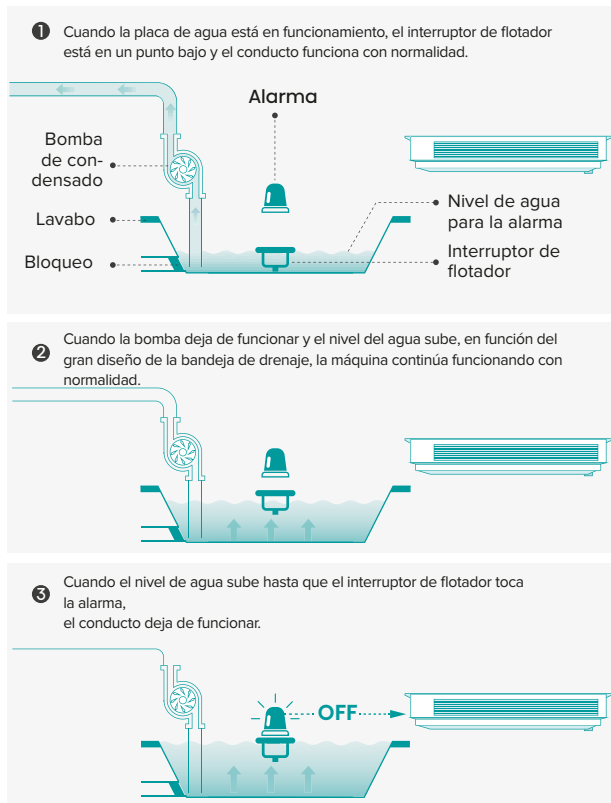 1 Cuando la placa de agua está en funcionamiento, el interruptor de flotador
está en un punto bajo y el conducto funciona con normalidad.
Alarma
Bomba
de con-
densado
Lavabo
Bloqueo
Nivel de agua
para la alarma
Interruptor de
flotador
2 Cuando la bomba deja de funcionar y el nivel del agua sube, en función del
gran diseño de la bandeja de drenaje, la máquina continúa funcionando con
normalidad.
3 Cuando el nivel de agua sube hasta que el interruptor de flotador toca
la alarma,
el conducto deja de funcionar.
OFF